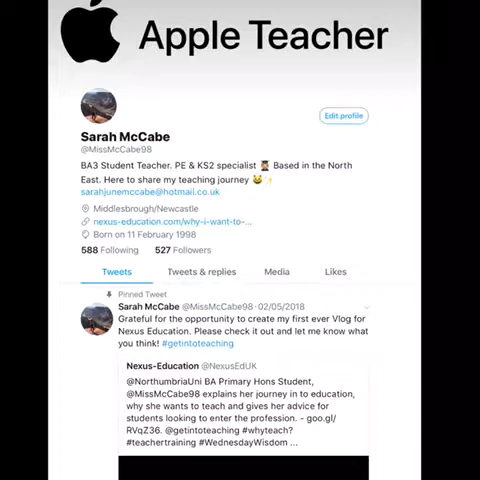 Apple Teacher
Edit profile
Sarah McCabe
@MissMcCabe98
BA3 Student Teacher. PE & KS2 specialist 👩🏼‍🎓 Based in the North
East. Here to share my teaching journey 😺✨
sarahjunemccabe@hotmail.co.uk
Middlesbrough/Newcastle
nexus-education.com/why-i-want-to-...
Born on 11 February 1998
588 Following 527 Followers
Tweets Tweets & replies Media Likes
Pinned Tweet
Sarah McCabe @MissMcCabe98 · 02/05/2018
Grateful for the opportunity to create my first ever Vlog for
Nexus Education. Please check it out and let me know what
you think! #getintoteaching
Nexus-Education @NexusEdUK
@NorthumbriaUni BA Primary Hons Student,
@MissMcCabe98 explains her journey in to education,
why she wants to teach and gives her advice for
students looking to enter the profession. - goo.gl/
RVqZ36. @getintoteaching #whyteach?
#teachertraining #WednesdayWisdom ...